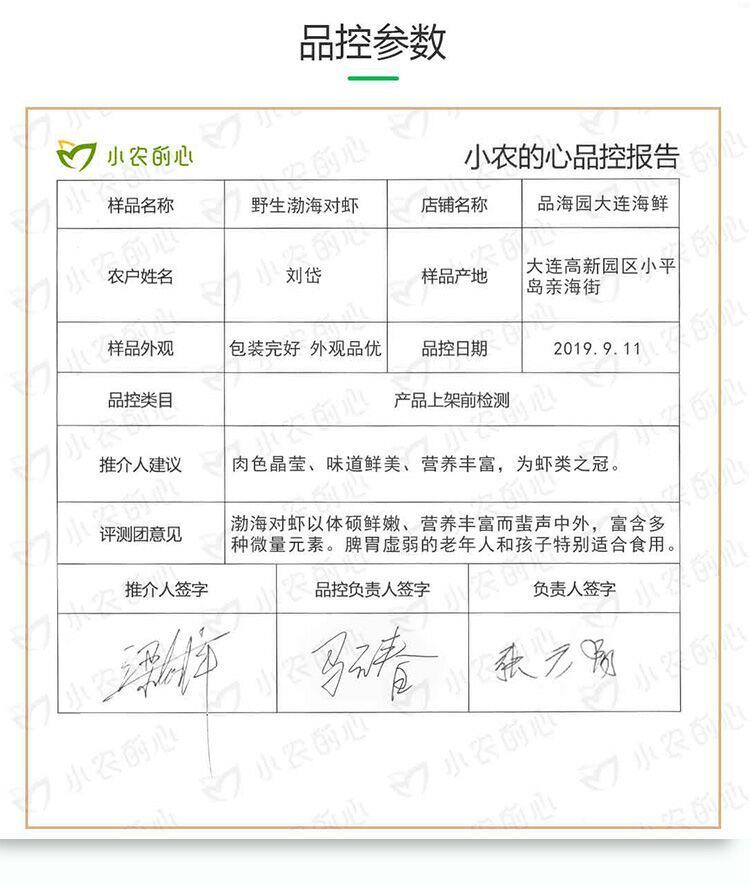 品控参数
小农的心
小农的心品控报告
样品名称 野生渤海对虾 店铺名称 品海园大连海鲜
农户姓名 刘岱 样品产地 大连高新园区小平
岛亲海街
样品外观 包装完好 外观品优 品控日期 2019.9.11
品控类目 产品上架前检测
推介人建议 肉色晶莹、味道鲜美、营养丰富，为虾类之冠。
评测团意见 渤海对虾以体硕鲜嫩、营养丰富而蜚声中外，富含多
种微量元素。脾胃虚弱的老年人和孩子特别适合食用。
推介人签字 品控负责人签字 负责人签字